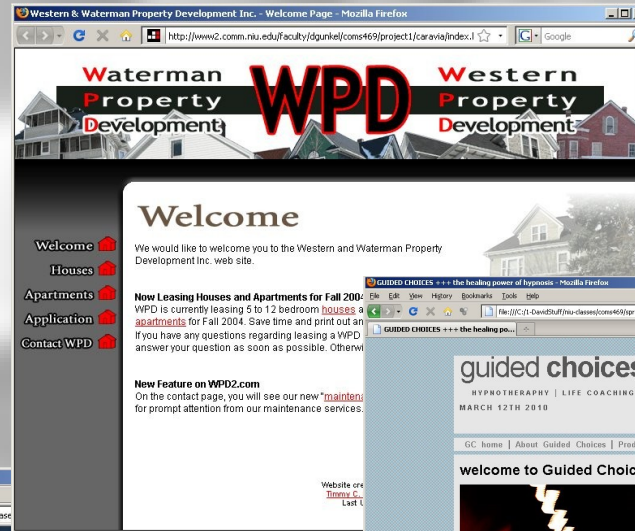 Western & Waterman Property Development Inc. - Welcome Page - Mozilla Firefox
http://www2.comm.niu.edu/faculty/dgunkel/coms469/project1/caravia/index.l
Google
Waterman
Property
Development
WPD
Western
Property
Development
Welcome
Houses
Apartments
Application
Contact WPD
Welcome
We would like to welcome you to the Western and Waterman Property
Development Inc. web site.
Now Leasing Houses and Apartments for Fall 2004
WPD is currently leasing 5 to 12 bedroom houses a
apartments for Fall 2004. Save time and print out an
If you have any questions regarding leasing a WPD
answer your question as soon as possible. Otherwi
New Feature on WPD2.com
On the contact page, you will see our new "maintena
for prompt attention from our maintenance services.
Website cre
Timmy C.
Last U
GUIDED CHOICES +++ the healing power of hypnosis - Mozilla Firefox
File Edit View History Bookmarks Tools Help
file:///C:/1-DavidStuff/niu-classes/coms469/spr
GUIDED CHOICES +++ the healing po...
guided choices
HYPNOTHERAPHY | LIFE COACHING
MARCH 12TH 2010
GC home | About Guided Choices | Prod
welcome to Guided Choic
ase